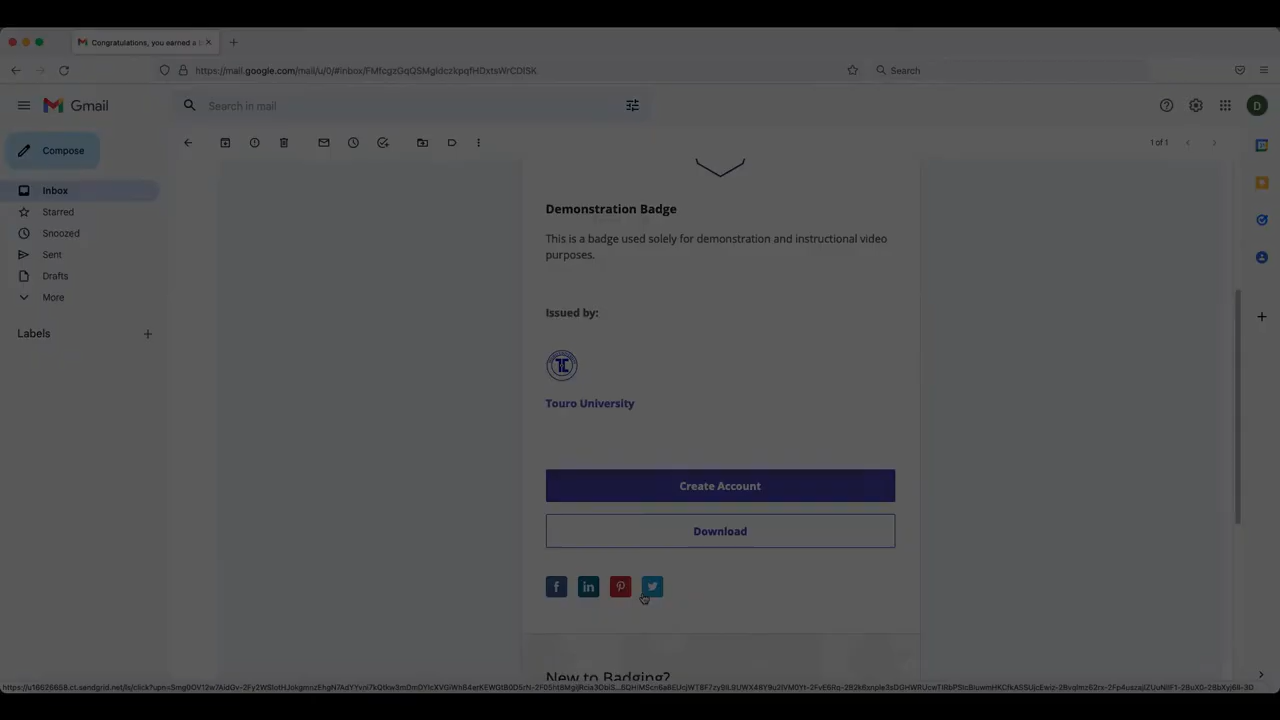 Congratulations, you earned a b
https://mail.google.com/mail/u/0/#inbox/
Search
Gmail
Search in mail
D
Compose
1 of 1
Inbox
Starred
Snoozed
Sent
Drafts
More
Labels
Demonstration Badge
This is a badge used solely for demonstration and instructional video
purposes.
Issued by:
TC
Touro University
Create Account
Download
New to Badging?